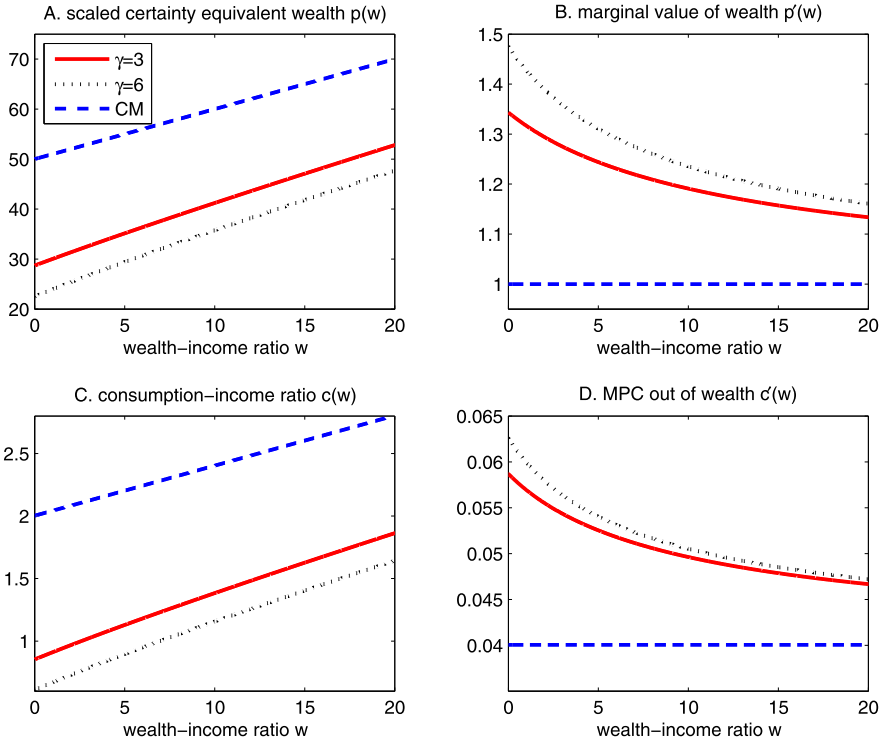 A. scaled certainty equivalent wealth p(w)
70
60
50
40
30
20
γ=3
γ=6
CM
0 5 10 15 20
wealth−income ratio w
B. marginal value of wealth p′(w)
1.5
1.4
1.3
1.2
1.1
1
0 5 10 15 20
wealth−income ratio w
C. consumption−income ratio c(w)
2.5
2
1.5
1
0 5 10 15 20
wealth−income ratio w
D. MPC out of wealth c′(w)
0.065
0.06
0.055
0.05
0.045
0.04
0 5 10 15 20
wealth−income ratio w